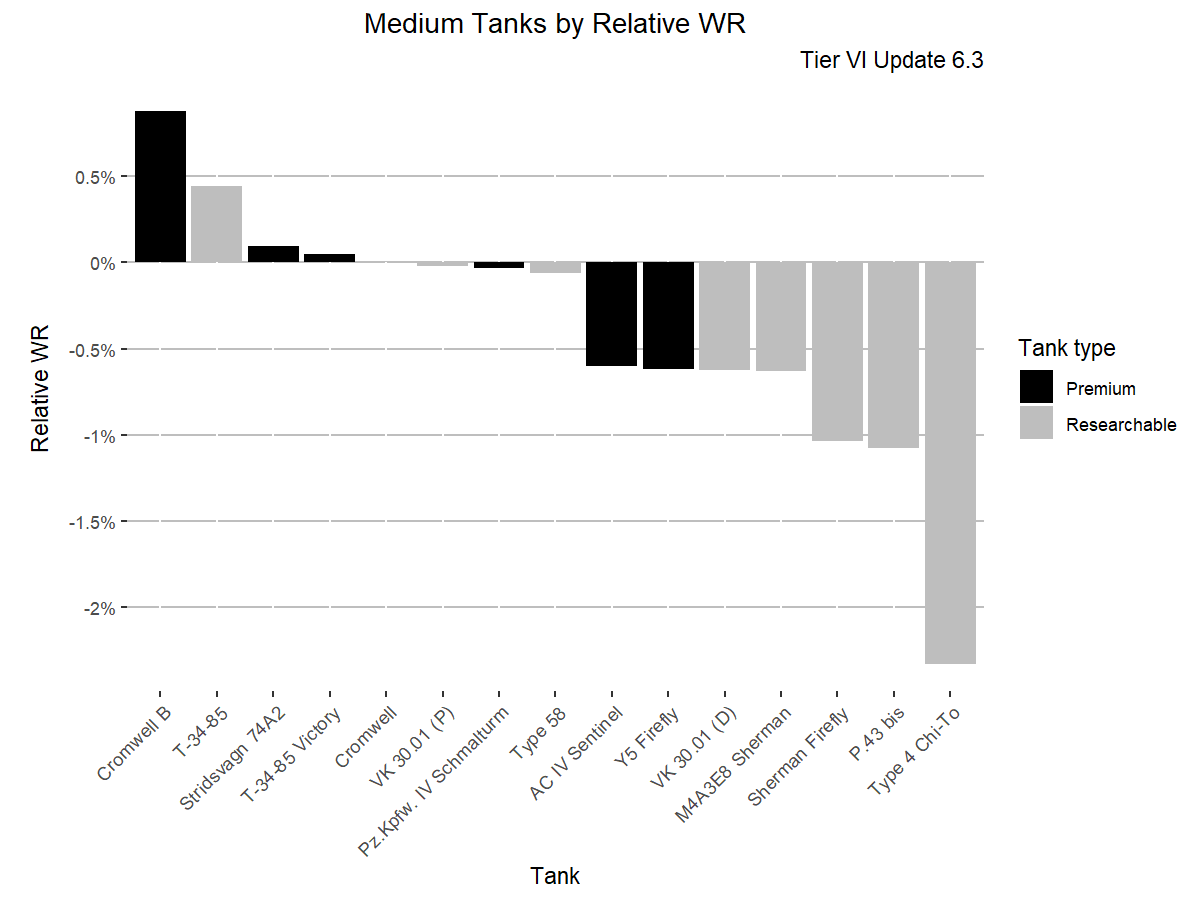 Medium Tanks by Relative WR
Tier VI Update 6.3
0.5%
0%
-0.5%
-1%
-1.5%
-2%
Relative WR
Cromwell B
T-34-85
Stridsvagn 74A2
T-34-85 Victory
Cromwell
VK 30.01 (P)
Pz.Kpfw. IV Schmalturm
Type 58
AC IV Sentinel
Y5 Firefly
VK 30.01 (D)
M4A3E8 Sherman
Sherman Firefly
P.43 bis
Type 4 Chi-To
Tank
Tank type
Premium
Researchable